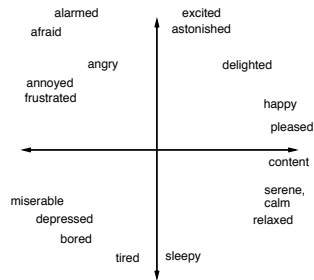 alarmed
excited
afraid
astonished
angry
delighted
annoyed
frustrated
happy
pleased
content
serene,
calm
miserable
relaxed
depressed
bored
tired
sleepy